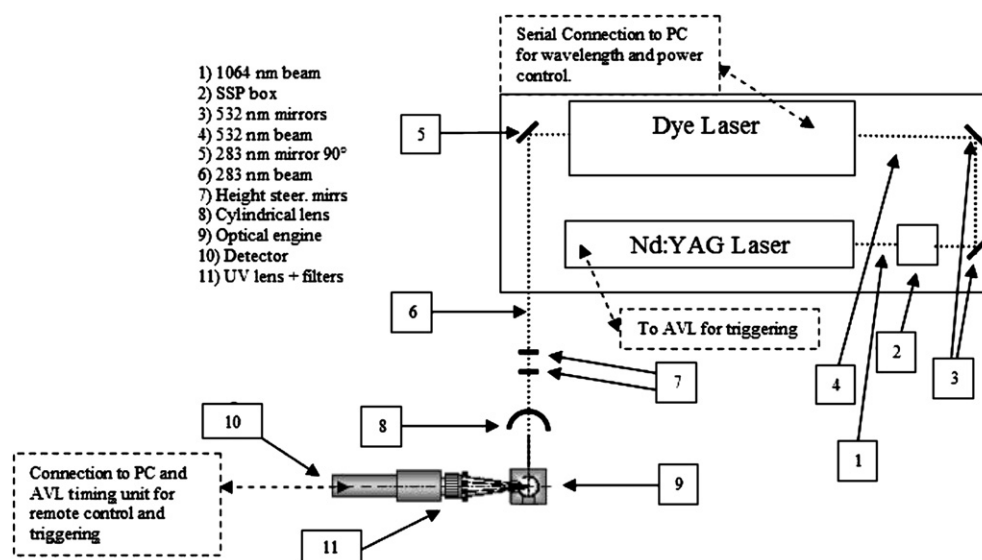 Serial Connection to PC
for wavelength and power
control.
1) 1064 nm beam
2) SSP box
3) 532 nm mirrors
4) 532 nm beam
5) 283 nm mirror 90°
6) 283 nm beam
7) Height steer. mirrs
8) Cylindrical lens
9) Optical engine
10) Detector
11) UV lens + filters
5
Dye Laser
Nd:YAG Laser
6
To AVL for triggering
2
7
4
3
8
10
1
Connection to PC and
AVL timing unit for
remote control and
triggering
9
11